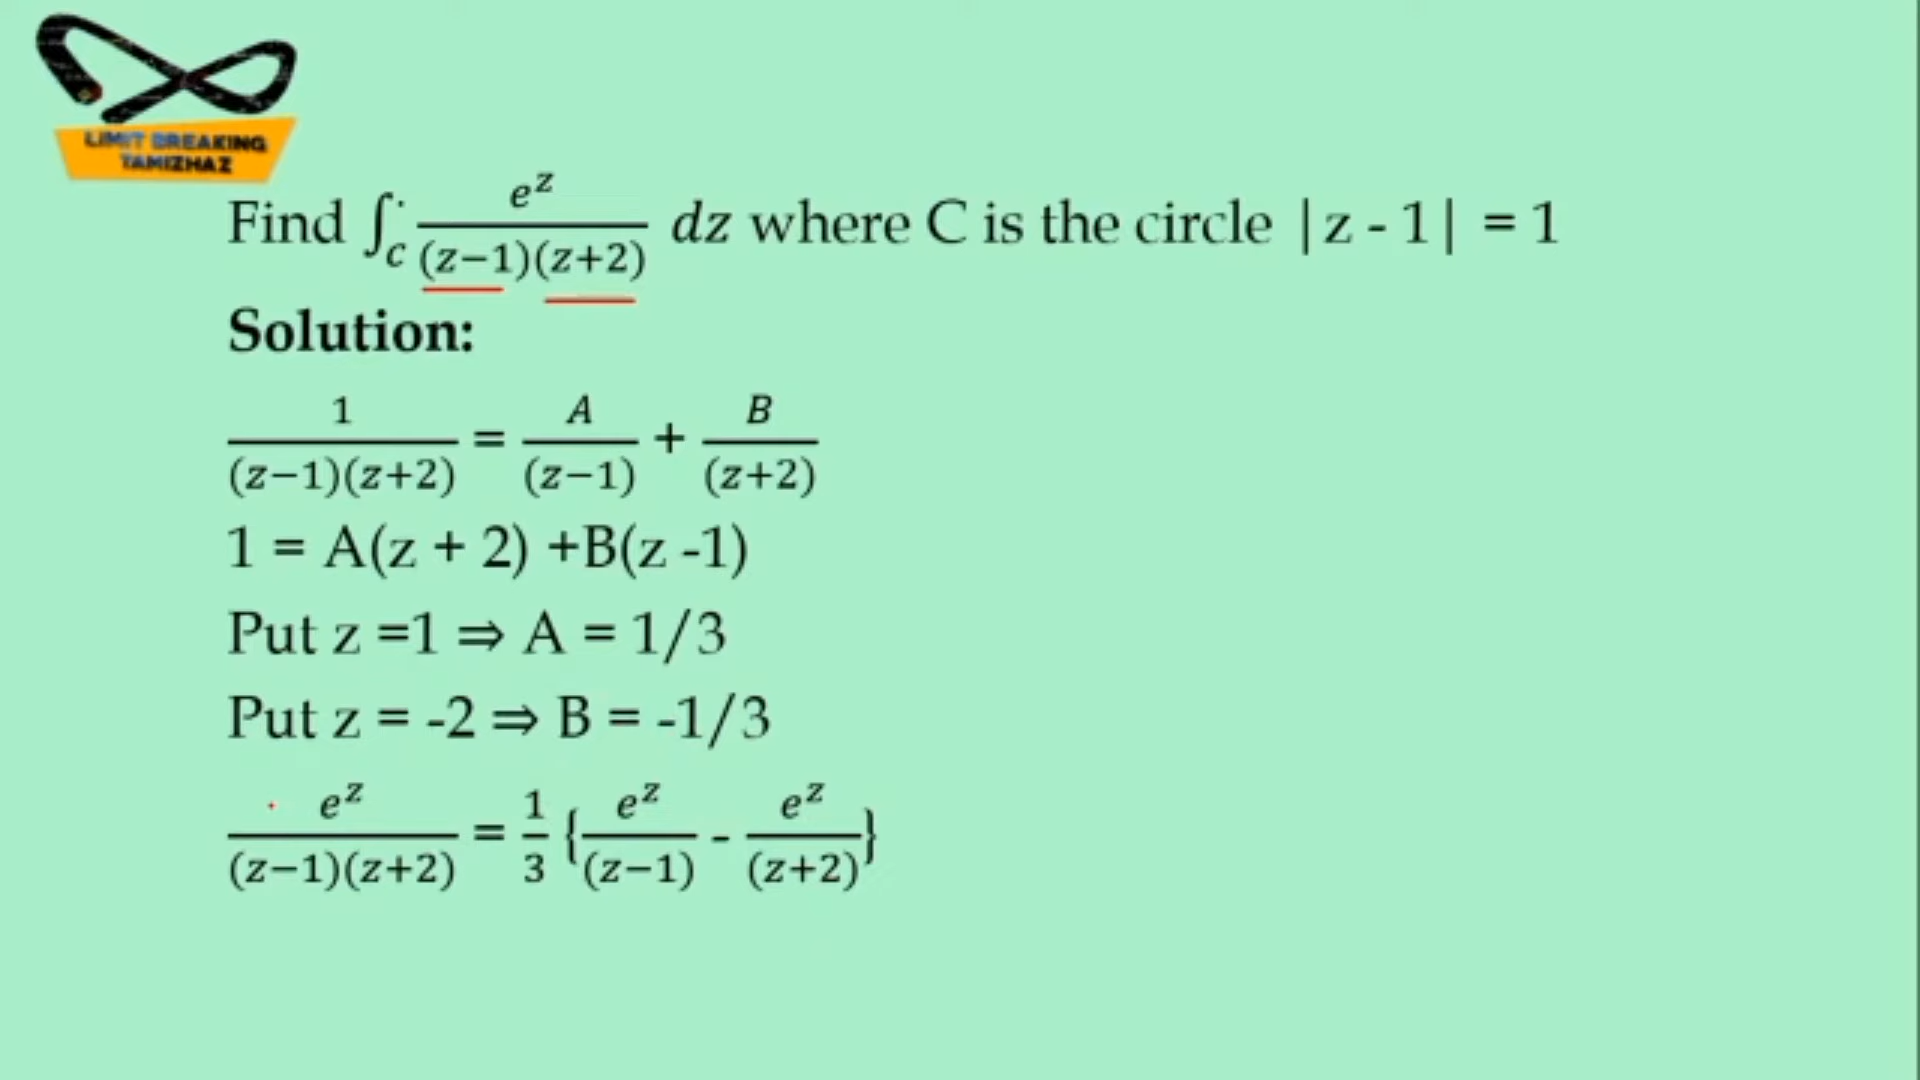 LIMIT BREAKING
TAMIZHAZ
Find ∫_C e^z/((z−1)(z+2)) dz where C is the circle |z - 1| = 1
Solution:
1/((z−1)(z+2)) = A/(z−1) + B/(z+2)
1 = A(z + 2) +B(z -1)
Put z =1 ⇒ A = 1/3
Put z = -2 ⇒ B = -1/3
e^z/((z−1)(z+2)) = 1/3 {e^z/(z−1) - e^z/(z+2)}